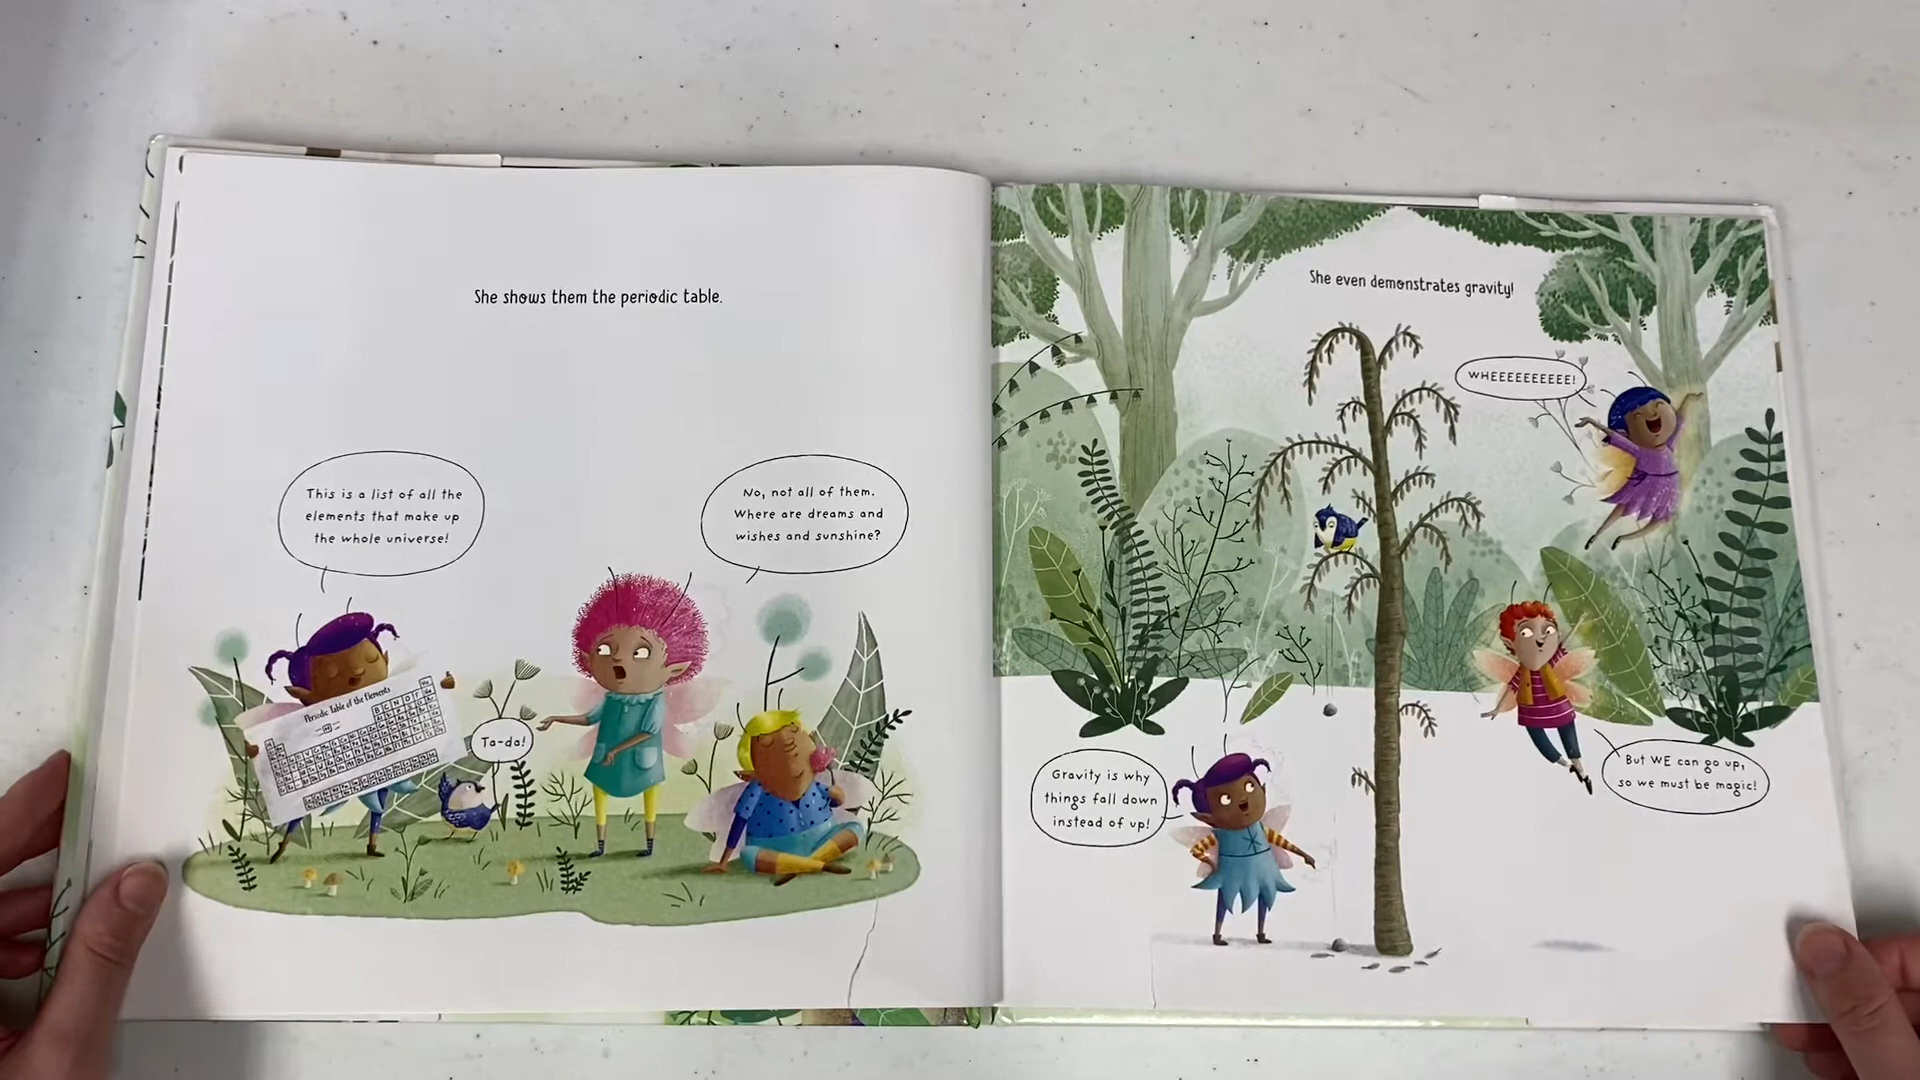 She shows them the periodic table.
This is a list of all the
elements that make up
the whole universe!
No, not all of them.
Where are dreams and
wishes and sunshine?
Periodic Table of the Elements
Ta-da!
She even demonstrates gravity!
WHEEEEEEEEEE!
Gravity is why
things fall down
instead of up!
But WE can go up,
so we must be magic!